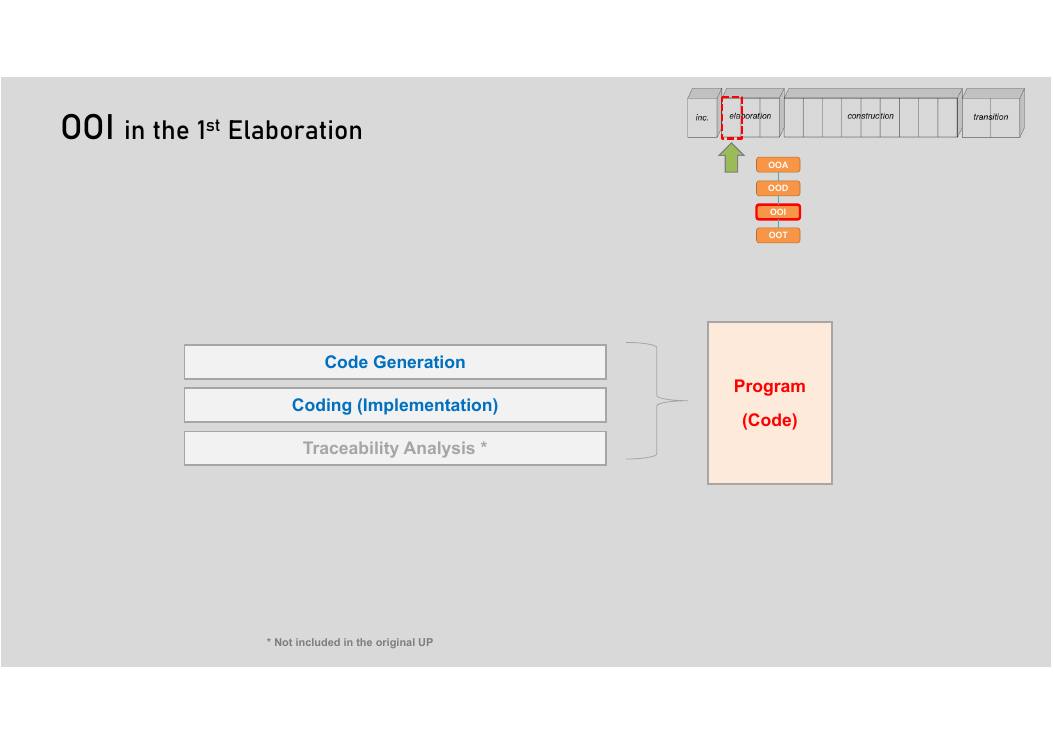 OOI in the 1st Elaboration
inc.
elaboration
construction
transition
OOA
OOD
OOI
OOT
Code Generation
Coding (Implementation)
Traceability Analysis *
Program
(Code)
* Not included in the original UP